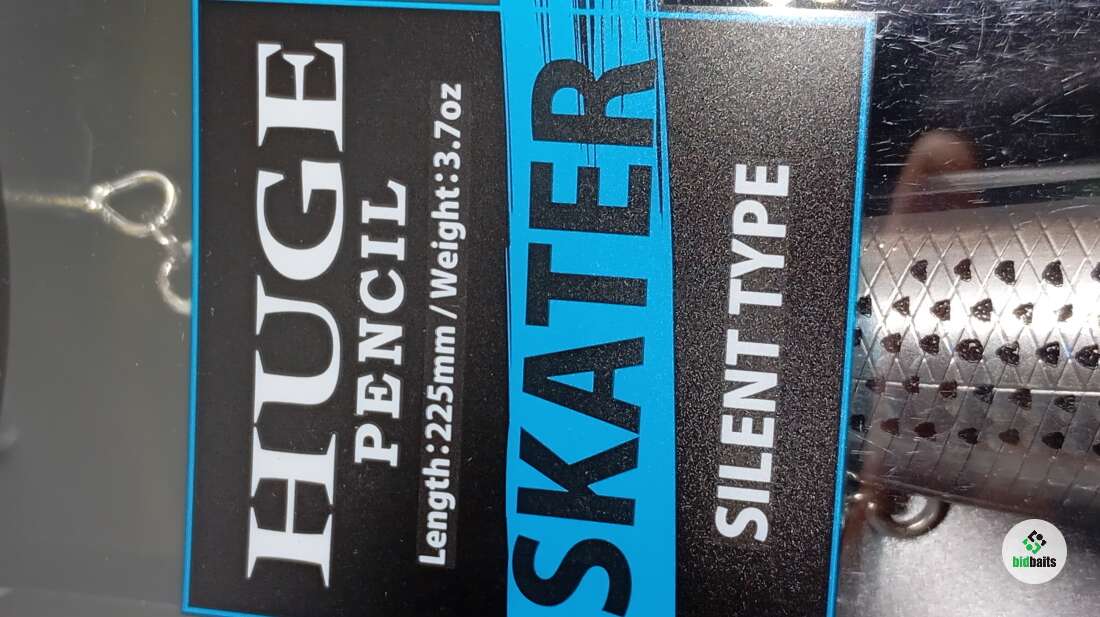 HUGE
PENCIL
Length:225mm/Weight:3.7oz
SKATER
SILENT TYPE
bidbaits